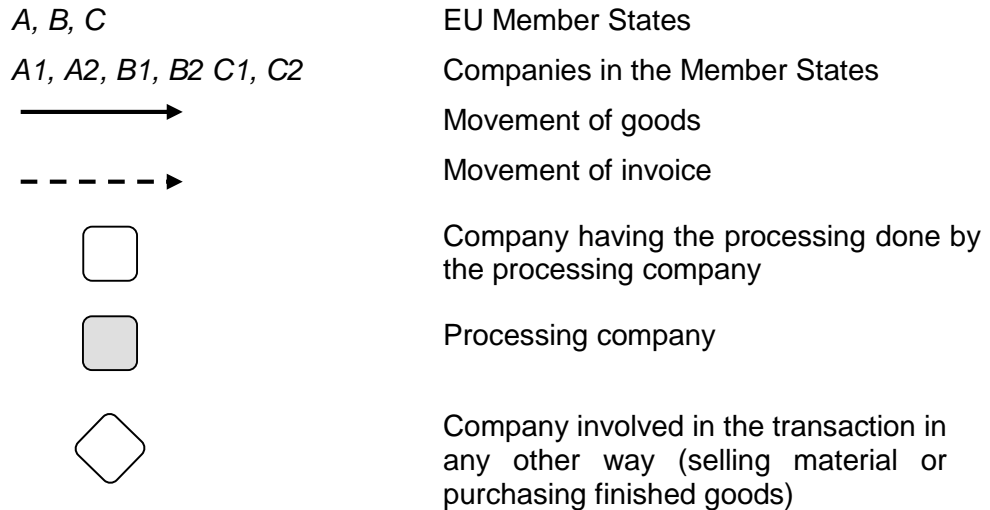 A, B, C EU Member States
A1, A2, B1, B2 C1, C2 Companies in the Member States
Movement of goods
Movement of invoice
Company having the processing done by
the processing company
Processing company
Company involved in the transaction in
any other way (selling material or
purchasing finished goods)